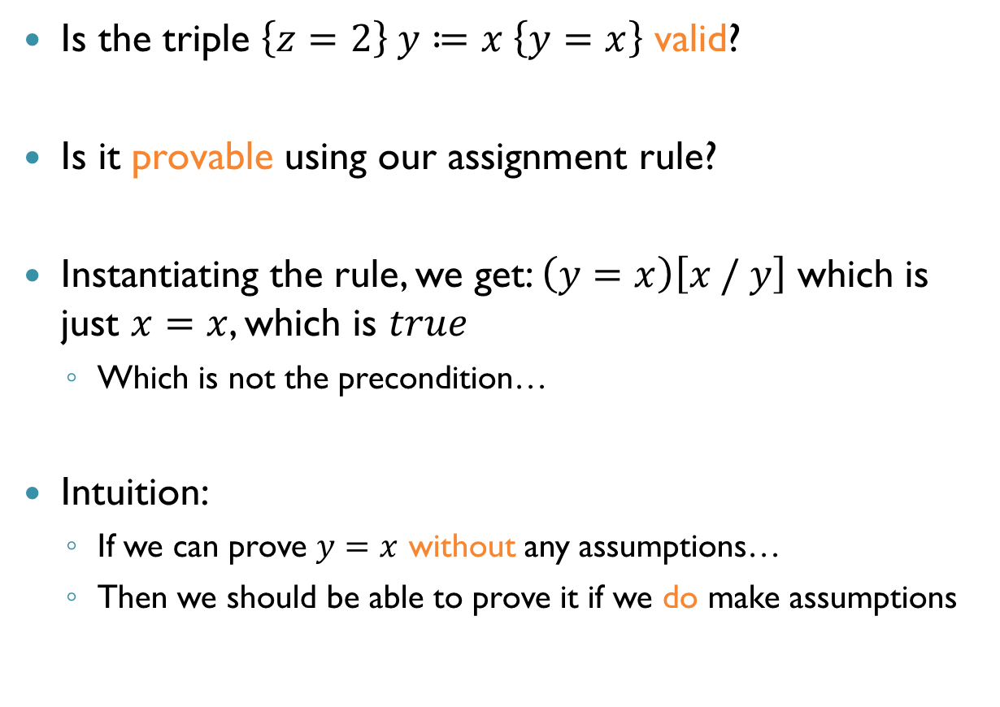 • Is the triple {z = 2} y ≔ x {y = x} valid?
• Is it provable using our assignment rule?
• Instantiating the rule, we get: (y = x)[x / y] which is
just x = x, which is true
◦ Which is not the precondition…
• Intuition:
◦ If we can prove y = x without any assumptions…
◦ Then we should be able to prove it if we do make assumptions